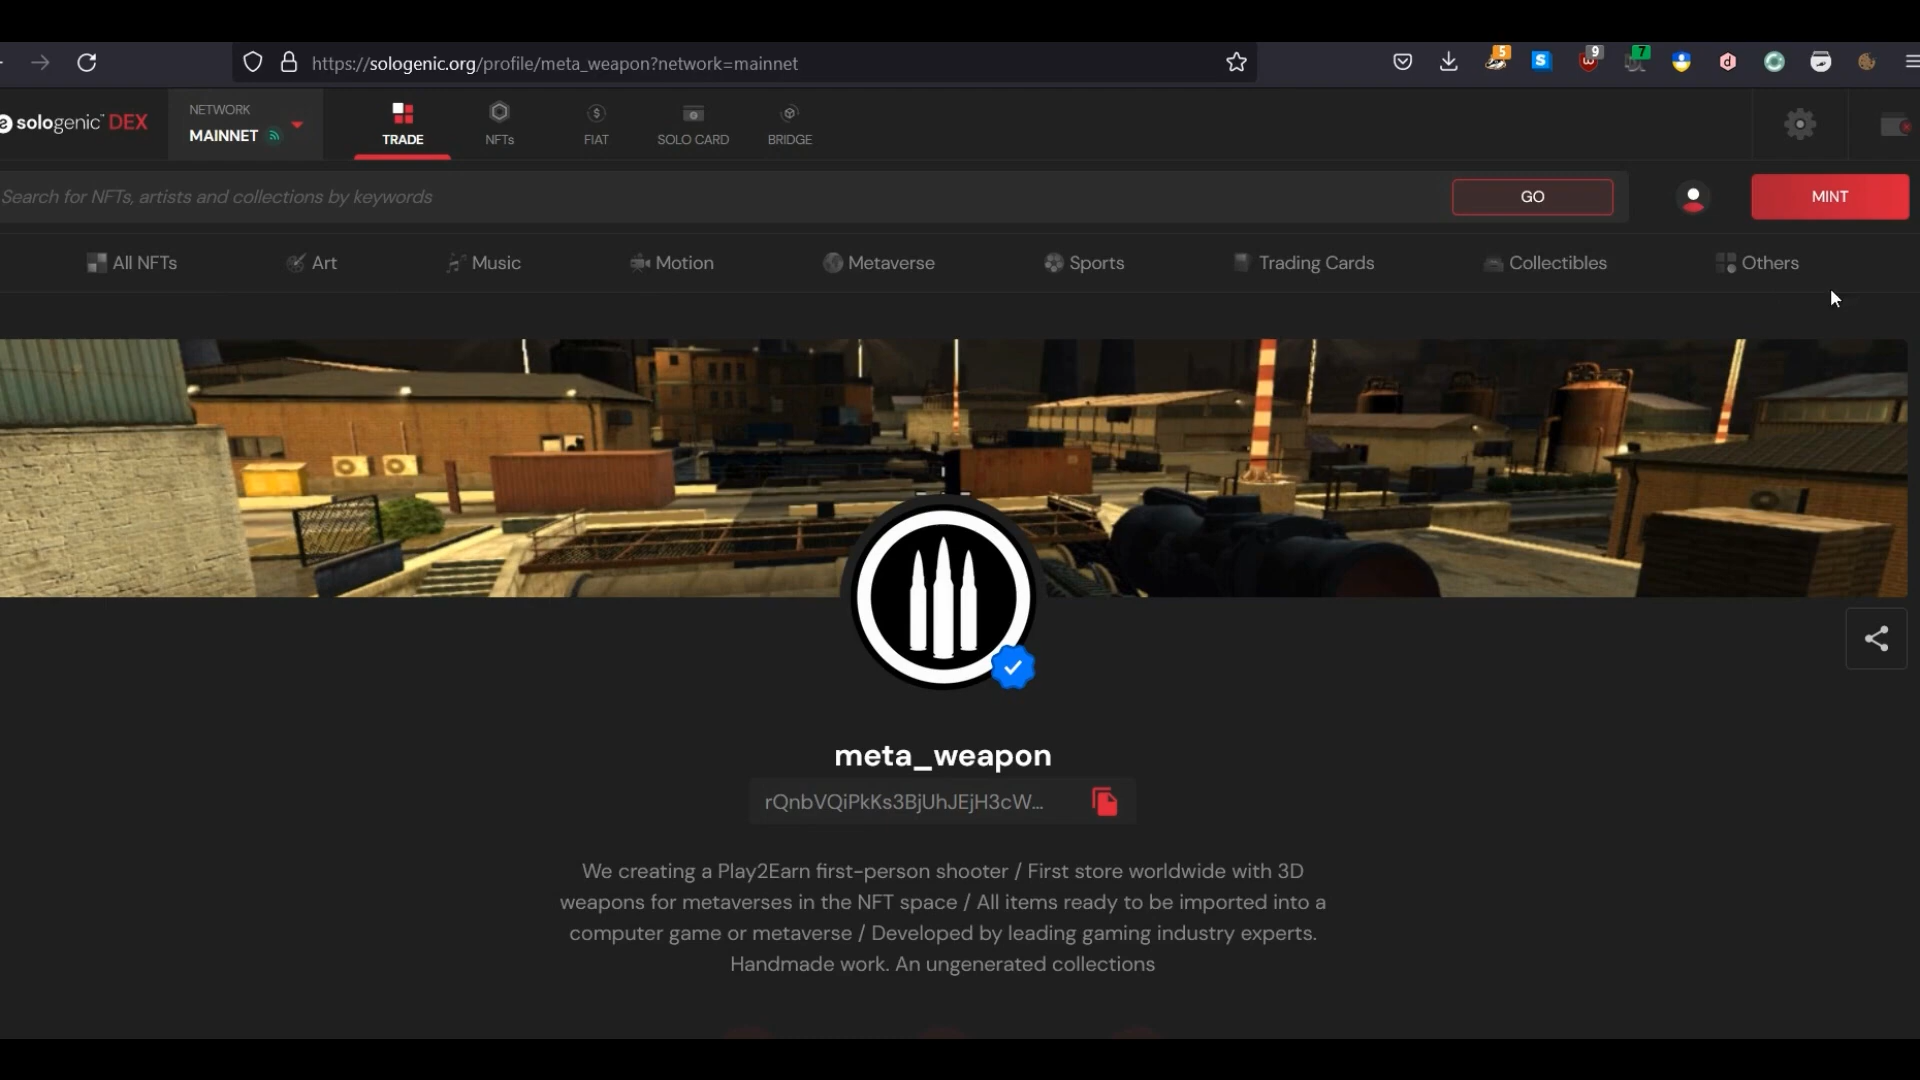 https://sologenic.org/profile/meta_weapon?network=mainnet
5
S
9
7
d
sologenic DEX
NETWORK
MAINNET
TRADE
NFTs
FIAT
SOLO CARD
BRIDGE
Search for NFTs, artists and collections by keywords
GO
MINT
All NFTs
Art
Music
Motion
Metaverse
Sports
Trading Cards
Collectibles
Others
meta_weapon
rQnbVQiPkKs3BjUhJEjH3cW...
We creating a Play2Earn first-person shooter / First store worldwide with 3D
weapons for metaverses in the NFT space / All items ready to be imported into a
computer game or metaverse / Developed by leading gaming industry experts.
Handmade work. An ungenerated collections